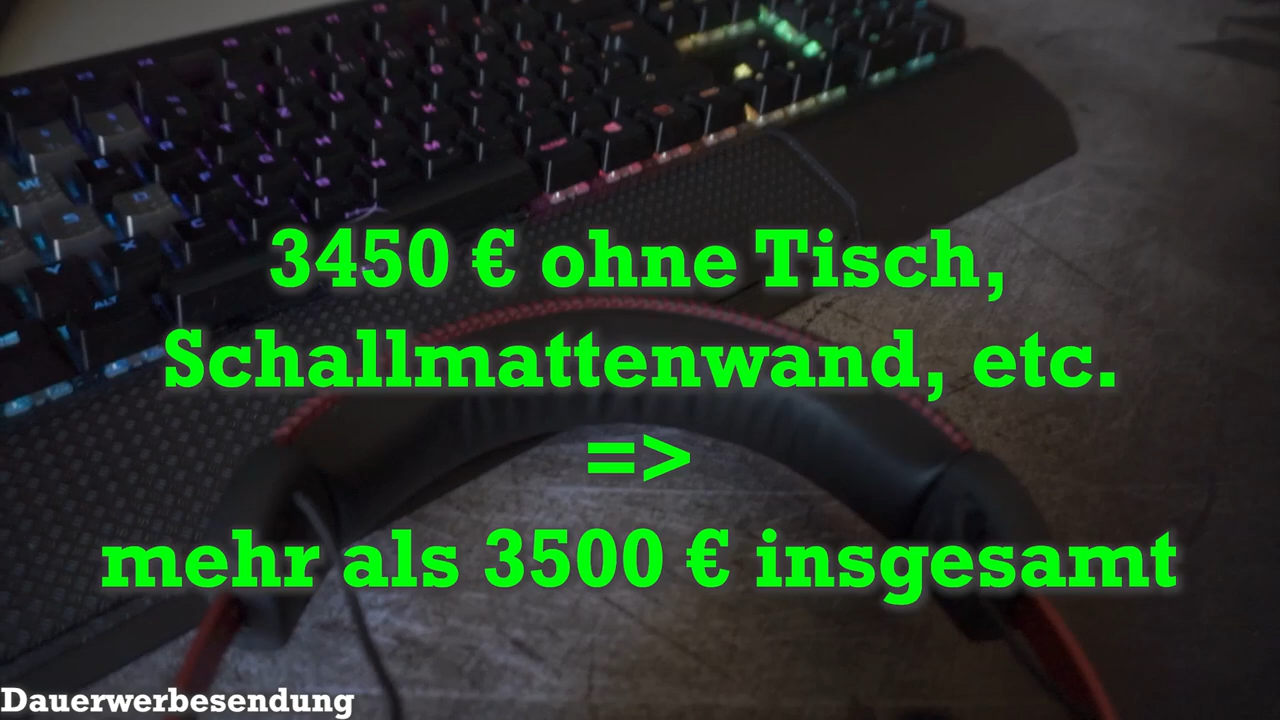 3450 € ohne Tisch,
Schallmattenwand, etc.
=>
mehr als 3500 € insgesamt
Dauerwerbesendung